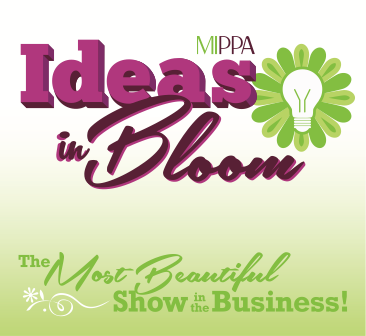 MIPPA
Ideas
in Bloom
The Most Beautiful
Show in the Business!